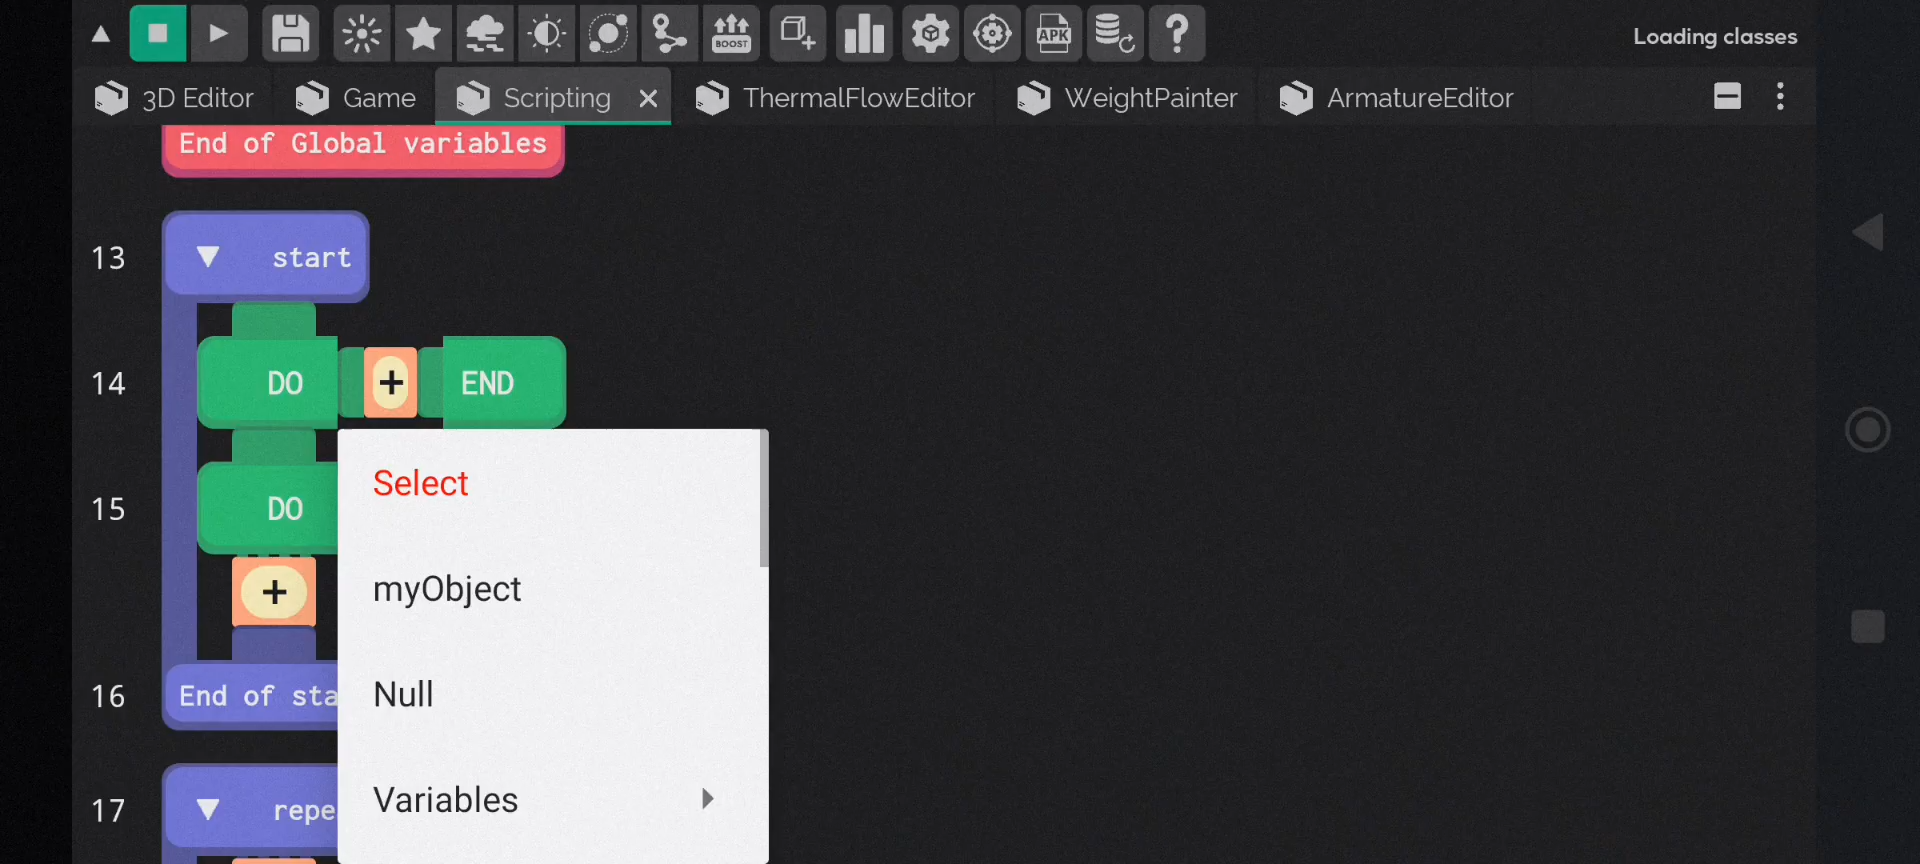 BOOST
APK
Loading classes
3D Editor
Game
Scripting
ThermalFlowEditor
WeightPainter
ArmatureEditor
End of Global variables
13
start
14
DO
+
END
15
DO
+
16
End of sta
17
repe
Select
myObject
Null
Variables